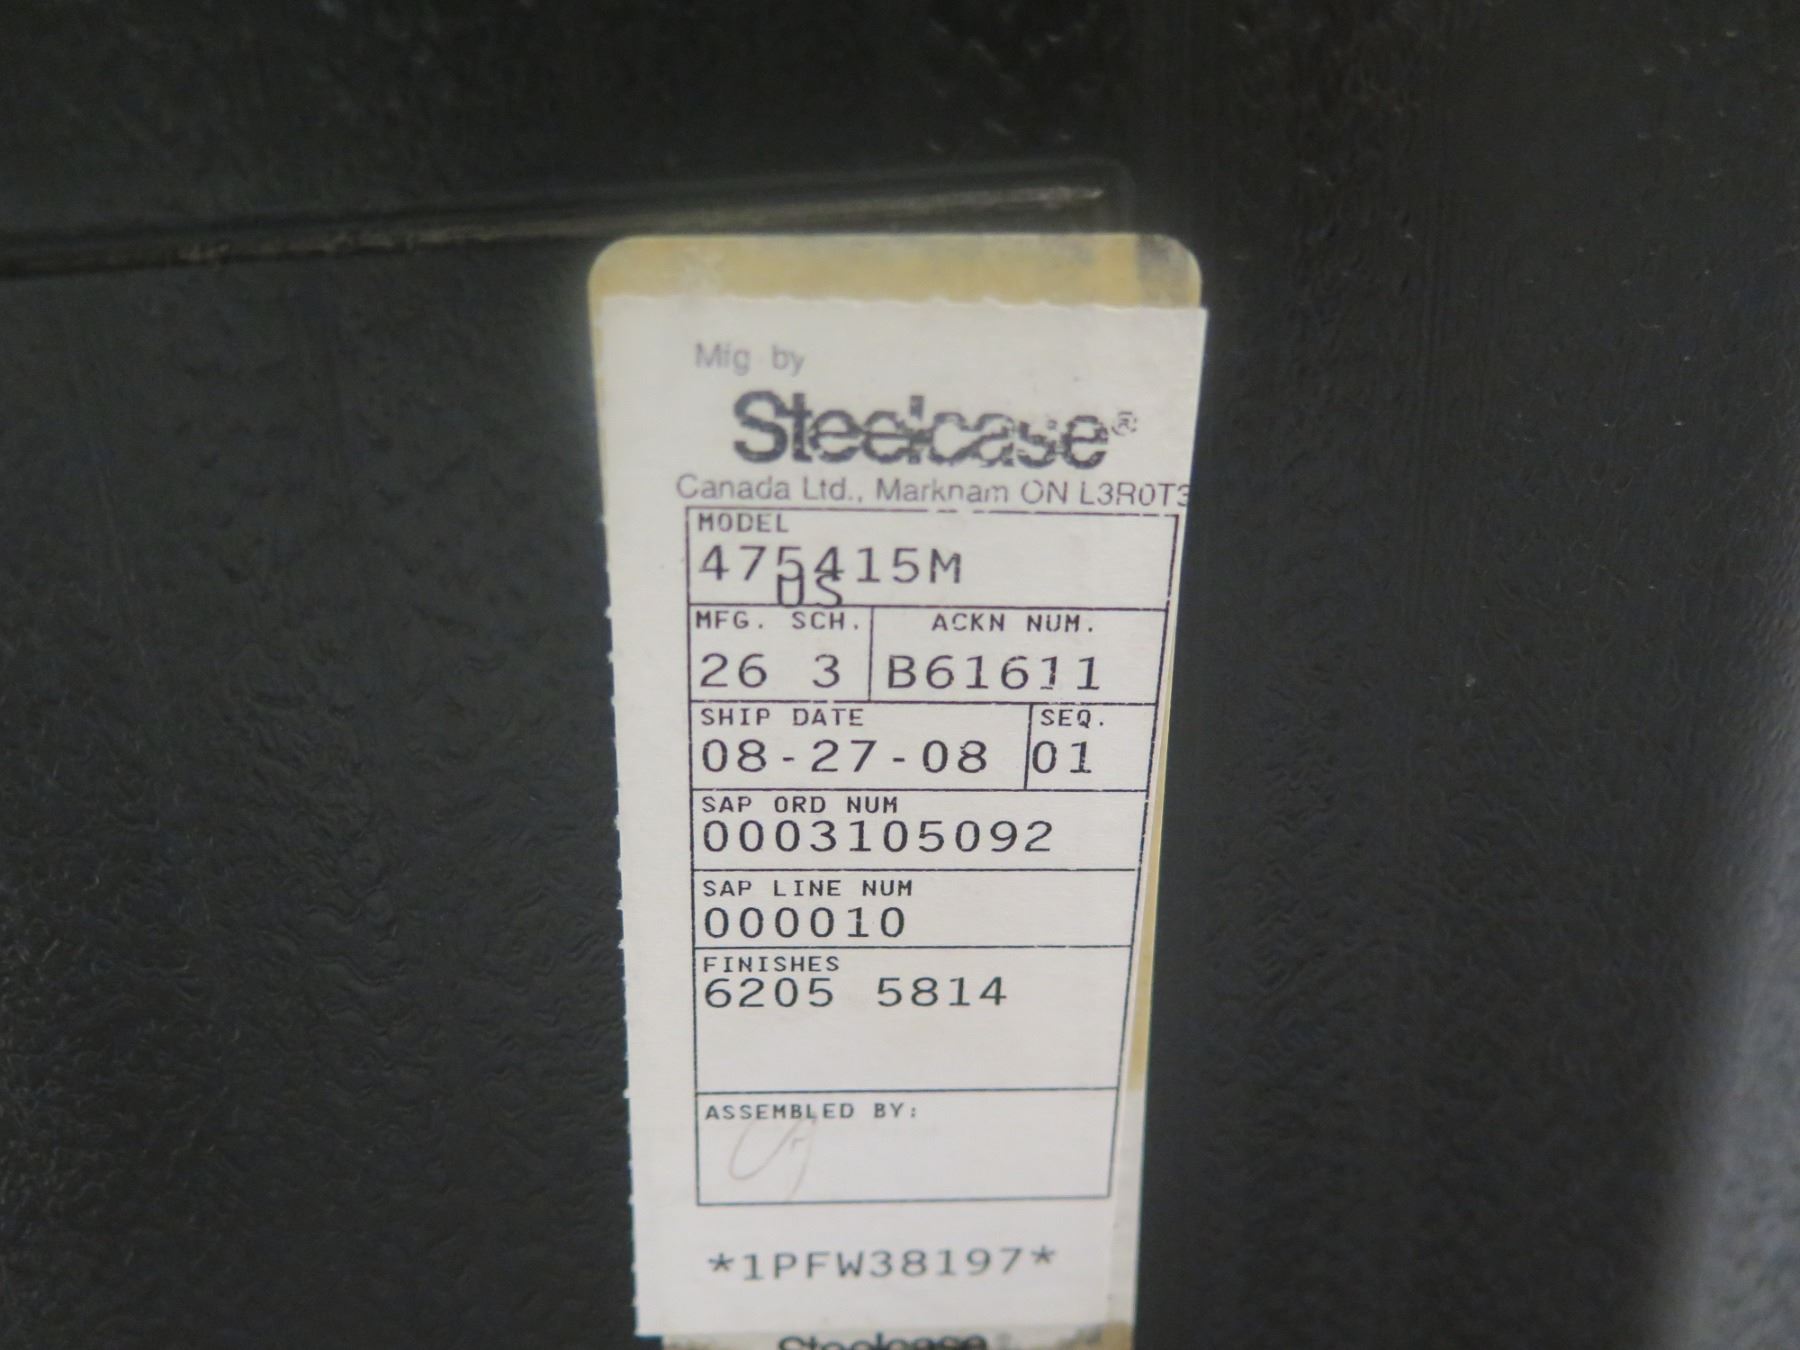 Mfg by
Steelcase®
Canada Ltd., Markham ON L3R0T3
MODEL
475415M
US
MFG. SCH. ACKN NUM.
26 3 B61611
SHIP DATE SEQ.
08-27-08 01
SAP ORD NUM
0003105092
SAP LINE NUM
000010
FINISHES
6205 5814
ASSEMBLED BY:
*1PFW38197*
Steelcase